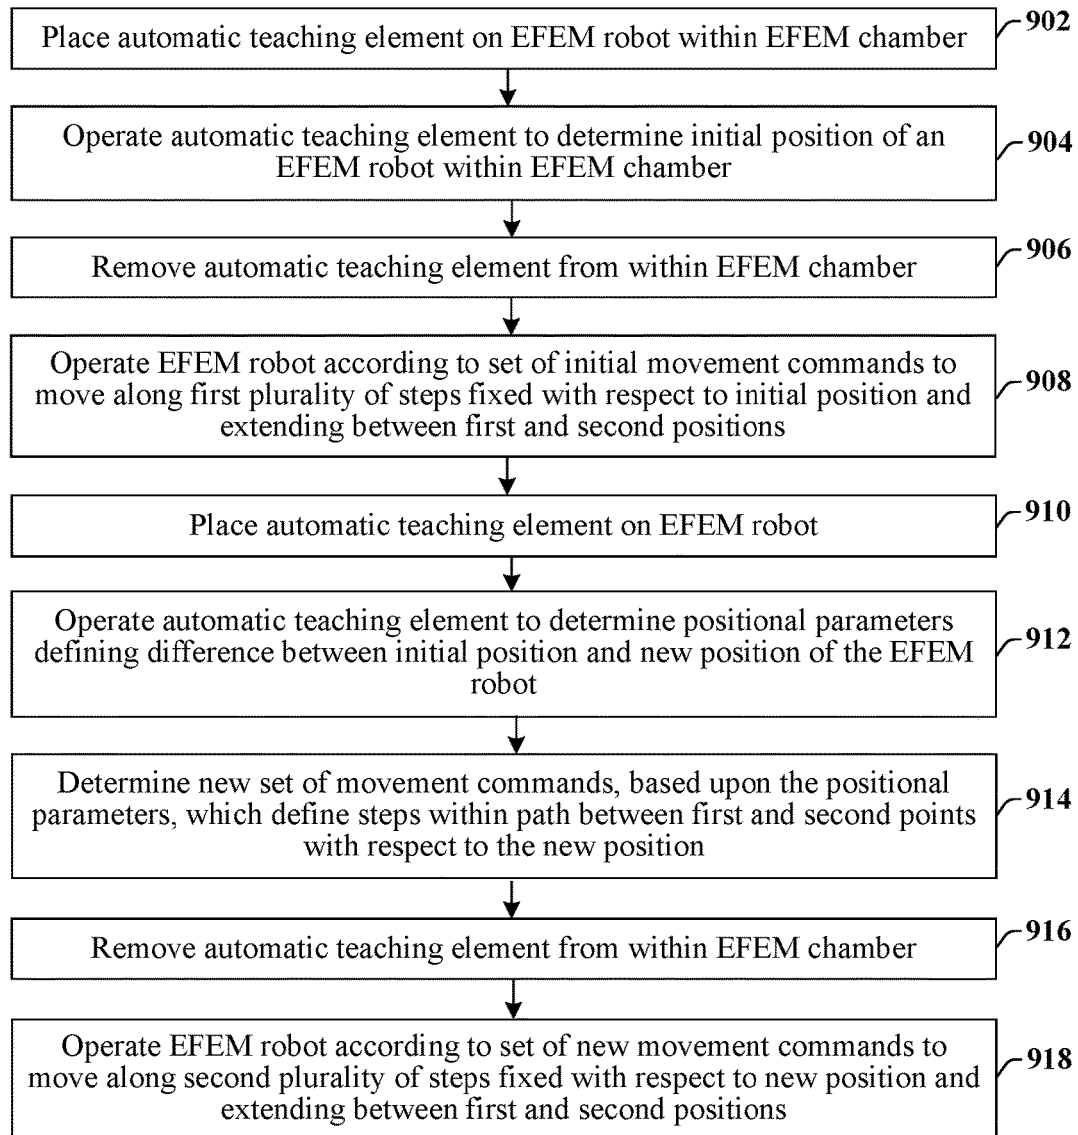 Place automatic teaching element on EFEM robot within EFEM chamber
902
Operate automatic teaching element to determine initial position of an
EFEM robot within EFEM chamber
904
Remove automatic teaching element from within EFEM chamber
906
Operate EFEM robot according to set of initial movement commands to
move along first plurality of steps fixed with respect to initial position and
extending between first and second positions
908
Place automatic teaching element on EFEM robot
910
Operate automatic teaching element to determine positional parameters
defining difference between initial position and new position of the EFEM
robot
912
Determine new set of movement commands, based upon the positional
parameters, which define steps within path between first and second points
with respect to the new position
914
Remove automatic teaching element from within EFEM chamber
916
Operate EFEM robot according to set of new movement commands to
move along second plurality of steps fixed with respect to new position and
extending between first and second positions
918